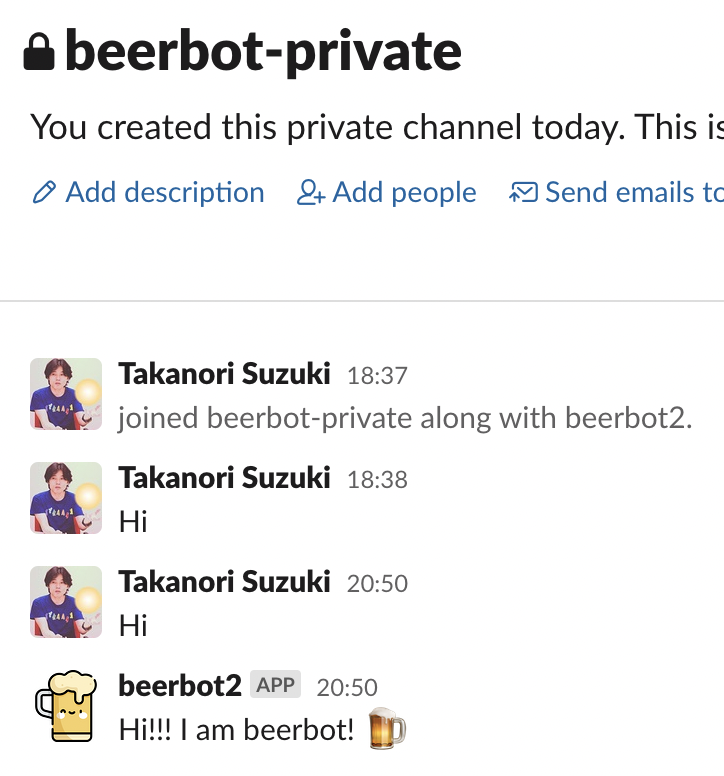 beerbot-private
You created this private channel today. This is
Add description Add people Send emails to
Takanori Suzuki 18:37
joined beerbot-private along with beerbot2.
Takanori Suzuki 18:38
Hi
Takanori Suzuki 20:50
Hi
beerbot2 APP 20:50
Hi!!! I am beerbot! 🍺